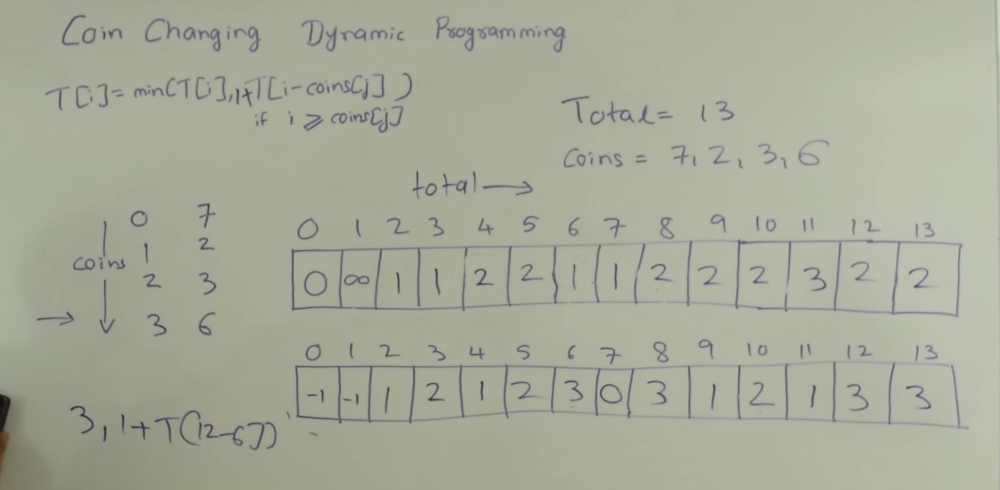 Coin Changing Dynamic Programming
T[i]= min(T[i],1+T[i-coins[j])
if i ⩾ coins[j]
Total= 13
Coins = 7, 2, 3, 6
total →
coins
0 7
1 2
2 3
→ 3 6
0 1 2 3 4 5 6 7 8 9 10 11 12 13
0 ∞ 1 1 2 2 1 1 2 2 2 3 2 2
0 1 2 3 4 5 6 7 8 9 10 11 12 13
-1 -1 1 2 1 2 3 0 3 1 2 1 3 3
3, 1+T(12-6])